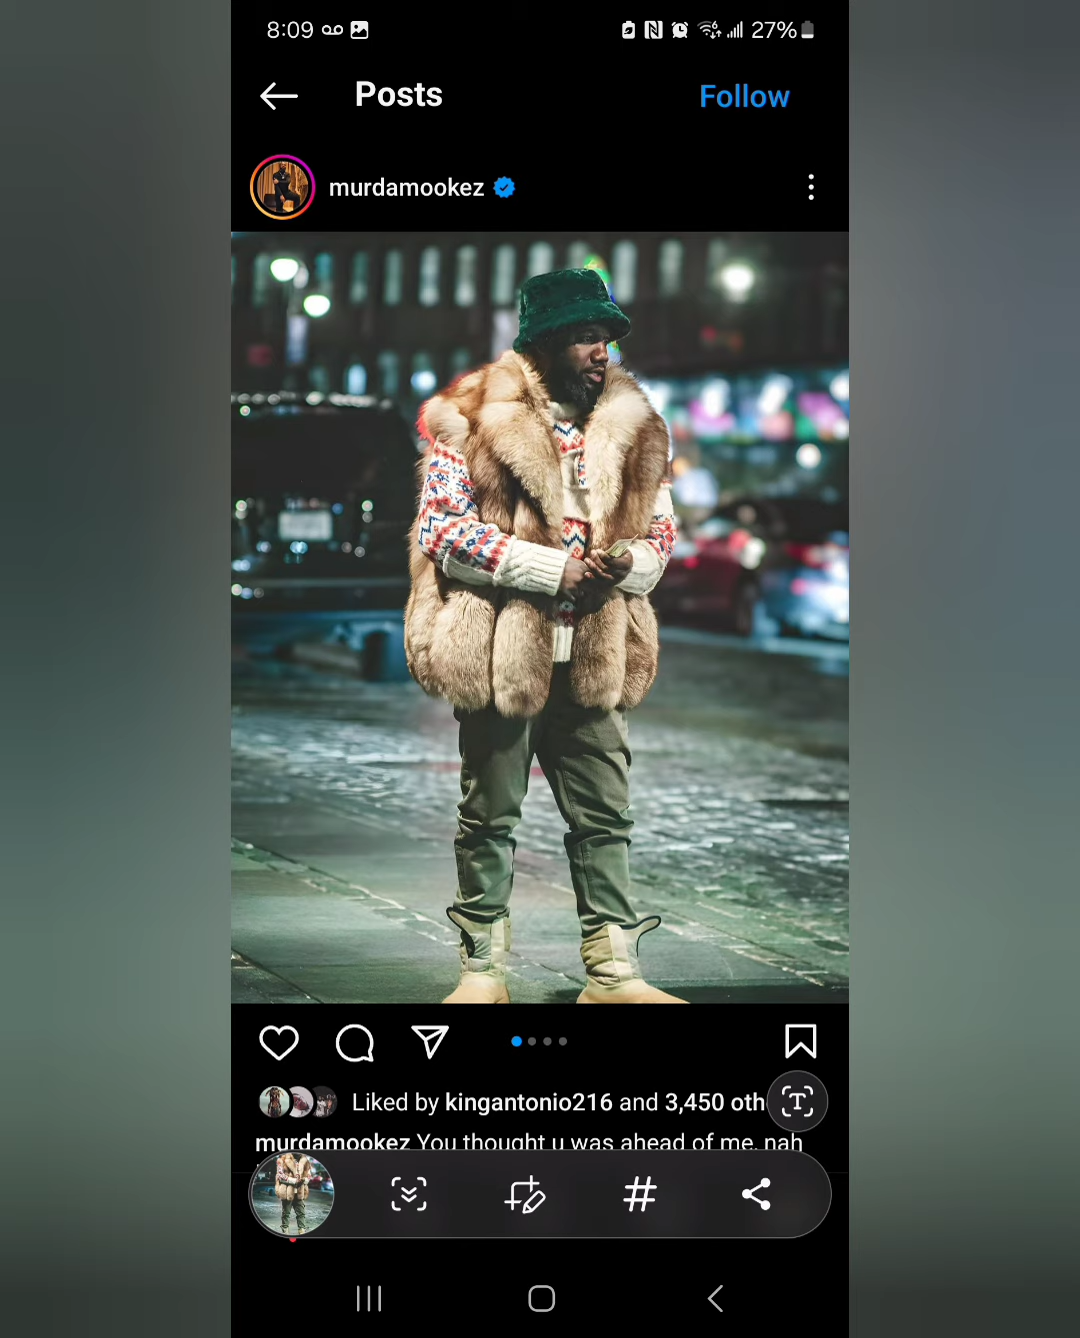 8:09 27%
Posts Follow
murdamookez
Liked by kingantonio216 and 3,450 oth
murdamookez You thought u was ahead of me, nah